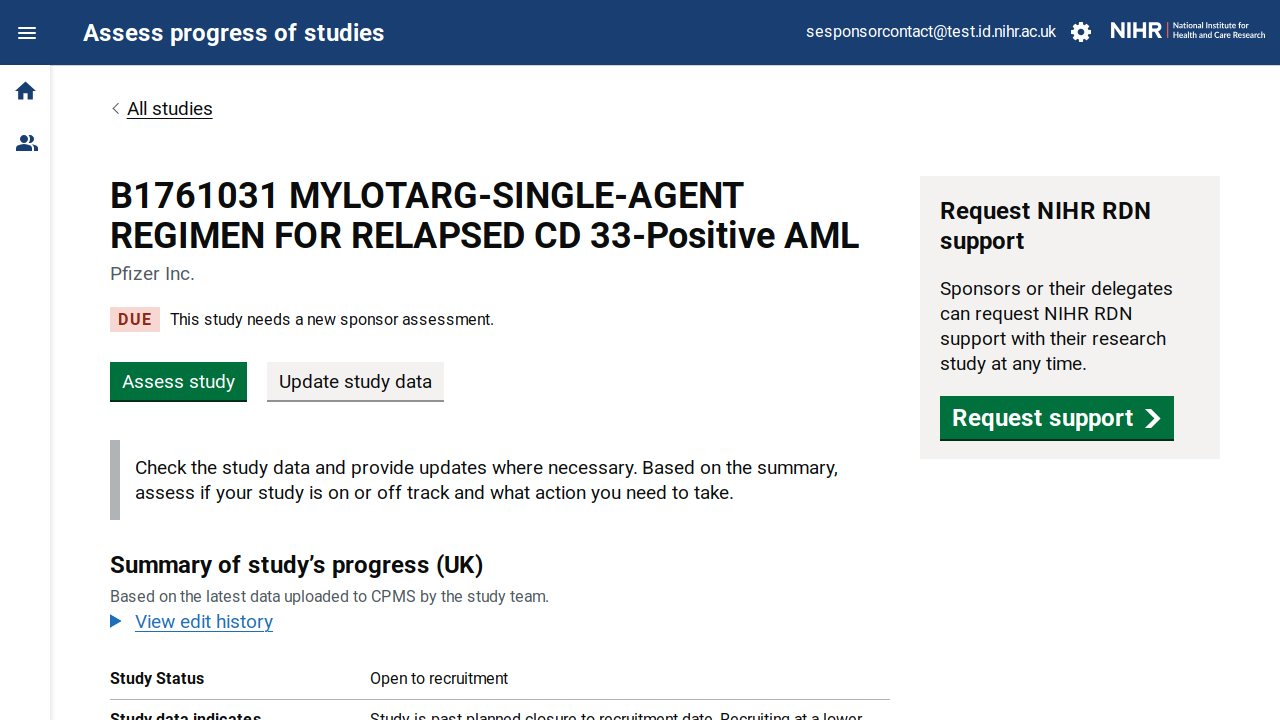 Assess progress of studies
sesponsorcontact@test.id.nihr.ac.uk
NIHR
National Institute for
Health and Care Research
All studies
B1761031 MYLOTARG-SINGLE-AGENT
REGIMEN FOR RELAPSED CD 33-Positive AML
Pfizer Inc.
DUE This study needs a new sponsor assessment.
Assess study
Update study data
Check the study data and provide updates where necessary. Based on the summary,
assess if your study is on or off track and what action you need to take.
Summary of study’s progress (UK)
Based on the latest data uploaded to CPMS by the study team.
View edit history
Study Status Open to recruitment
Study data indicates Study is past planned closure to recruitment date, Recruiting at a lower
Request NIHR RDN
support
Sponsors or their delegates
can request NIHR RDN
support with their research
study at any time.
Request support